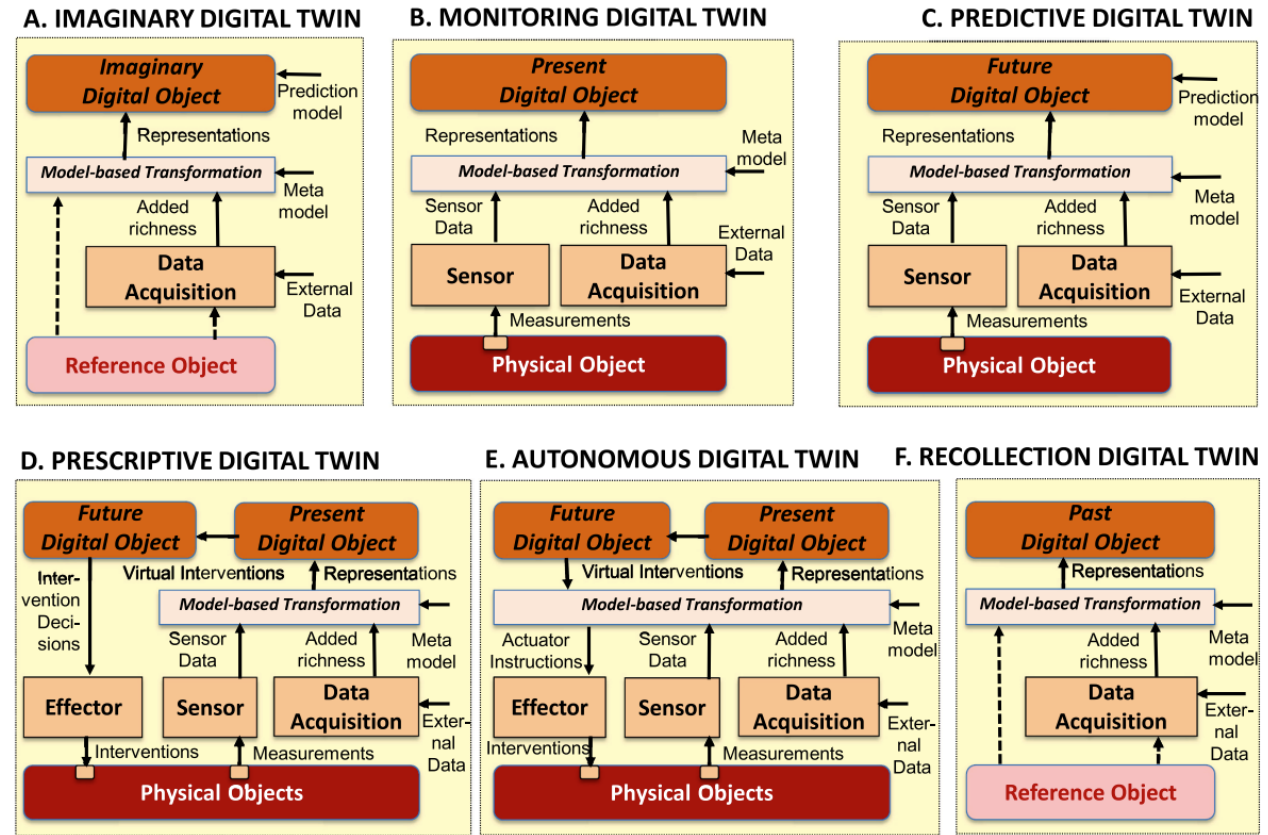 A. IMAGINARY DIGITAL TWIN
Imaginary
Digital Object
Prediction
model
Representations
Model-based Transformation
Meta
model
Added
richness
Data
Acquisition
External
Data
Reference Object
B. MONITORING DIGITAL TWIN
Present
Digital Object
Representations
Meta
model
Model-based Transformation
Sensor
Data
Added
richness
External
Data
Sensor
Data
Acquisition
Measurements
Physical Object
C. PREDICTIVE DIGITAL TWIN
Future
Digital Object
Prediction
model
Representations
Model-based Transformation
Meta
model
Sensor
Data
Added
richness
Sensor
Data
Acquisition
External
Data
Measurements
Physical Object
D. PRESCRIPTIVE DIGITAL TWIN
Future
Digital Object
Present
Digital Object
Inter-
vention
Deci-
sions
Virtual Interventions
Representations
Model-based Transformation
Meta
model
Sensor
Data
Added
richness
Effector
Sensor
Data
Acquisition
Exter-
nal
Data
Interventions
Measurements
Physical Objects
E. AUTONOMOUS DIGITAL TWIN
Future
Digital Object
Present
Digital Object
Virtual Interventions
Representations
Model-based Transformation
Meta
model
Actuator
Instructions
Sensor
Data
Added
richness
Effector
Sensor
Data
Acquisition
Exter-
nal
Data
Interventions
Measurements
Physical Objects
F. RECOLLECTION DIGITAL TWIN
Past
Digital Object
Representations
Model-based Transformation
Meta
model
Added
richness
Data
Acquisition
Exter-
nal
Data
Reference Object